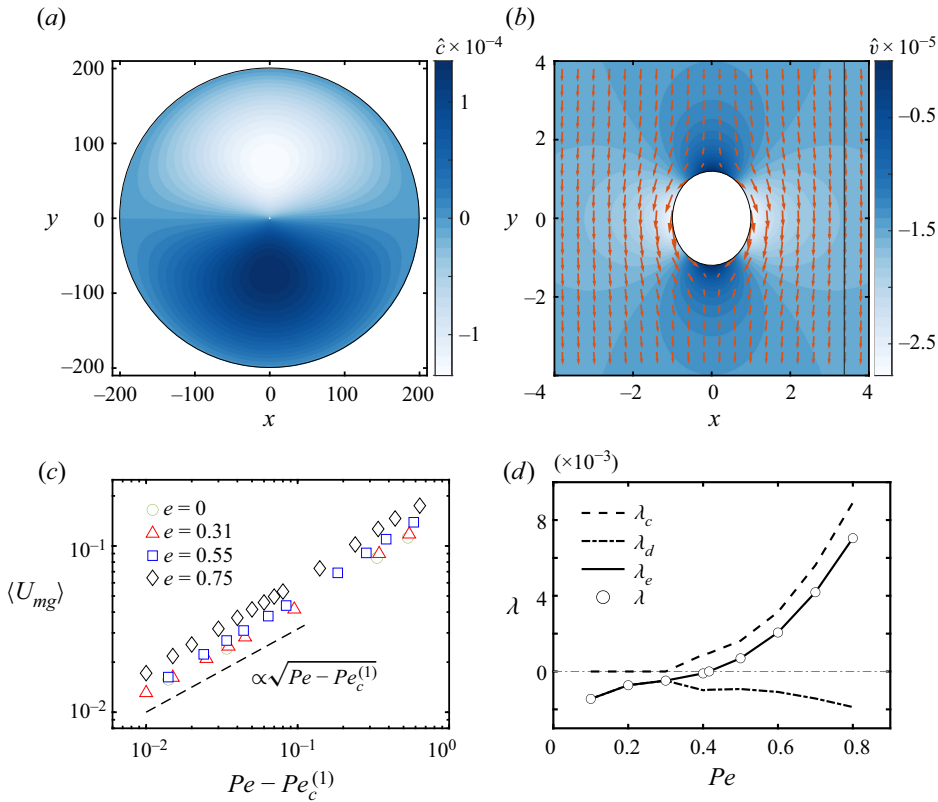 (a)
ĉ × 10⁻⁴
200
100
y
0
−100
−200
−200
−100
0
100
200
x
1
0
−1
(b)
v̂ × 10⁻⁵
4
2
y
0
−2
−4
−2
0
2
4
x
−0.5
−1.5
−2.5
(c)
10⁻¹
⟨U_mg⟩
10⁻²
e = 0
e = 0.31
e = 0.55
e = 0.75
∝√(Pe − Pe_c^(1))
10⁻²
10⁻¹
10⁰
Pe − Pe_c^(1)
(d)
(×10⁻³)
8
4
λ
0
λ_c
λ_d
λ_e
λ
0
0.2
0.4
0.6
0.8
Pe